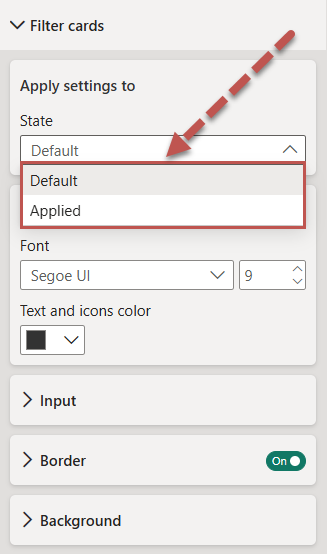 Filter cards
Apply settings to
State
Default
Default
Applied
Font
Segoe UI
9
Text and icons color
Input
Border
On
Background